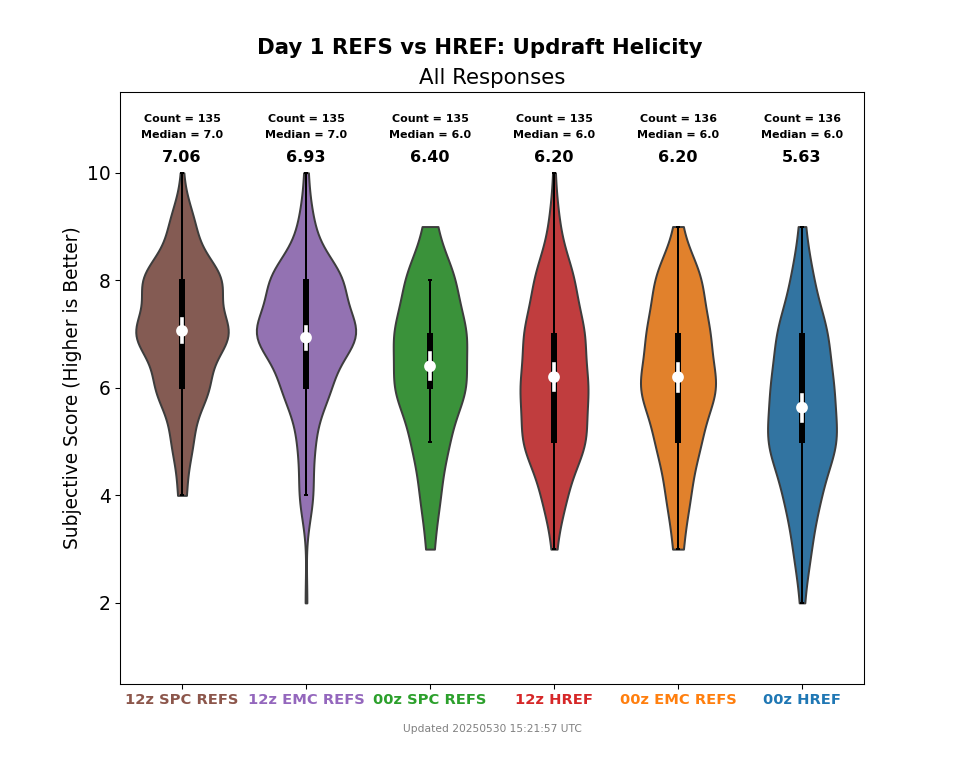 Day 1 REFS vs HREF: Updraft Helicity
All Responses
Count = 135 Count = 135 Count = 135 Count = 135 Count = 136 Count = 136
Median = 7.0 Median = 7.0 Median = 6.0 Median = 6.0 Median = 6.0 Median = 6.0
7.06 6.93 6.40 6.20 6.20 5.63
10
8
6
4
2
Subjective Score (Higher is Better)
12z SPC REFS 12z EMC REFS 00z SPC REFS 12z HREF 00z EMC REFS 00z HREF
Updated 20250530 15:21:57 UTC